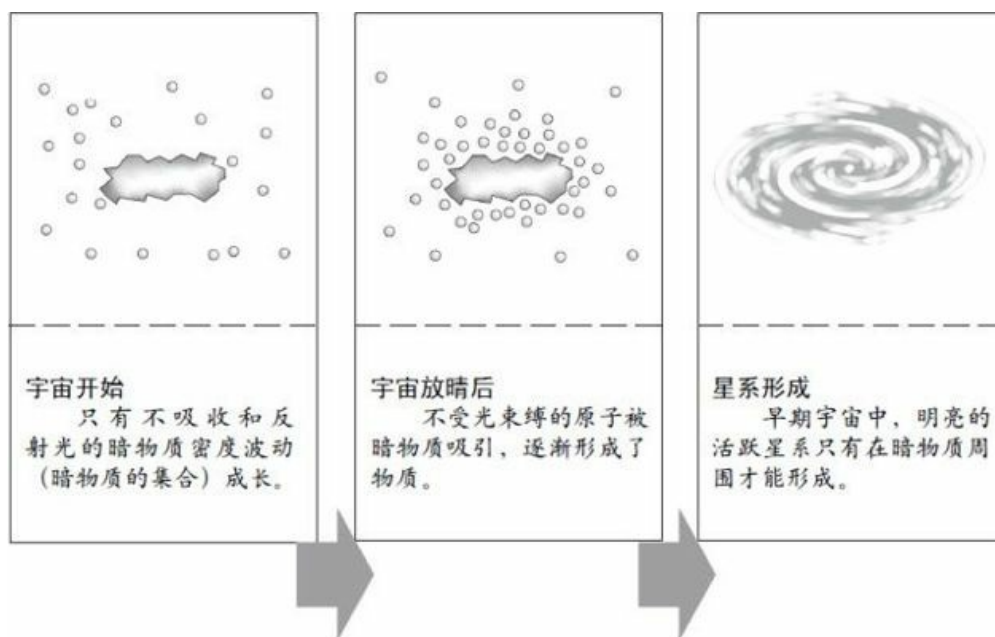 宇宙开始
只有不吸收和反
射光的暗物质密度波动
（暗物质的集合）成长。
宇宙放晴后
不受光束缚的原子被
暗物质吸引，逐渐形成了
物质。
星系形成
早期宇宙中，明亮的
活跃星系只有在暗物质周
围才能形成。